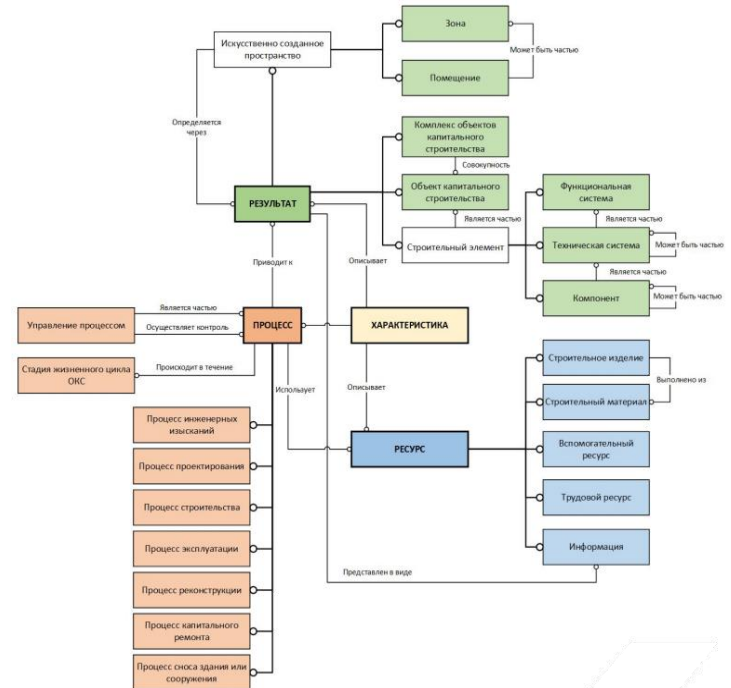 Искусственно созданное
пространство
Зона
Может быть частью
Помещение
Определяется
через
Комплекс объектов
капитального
строительства
Совокупность
РЕЗУЛЬТАТ
Объект капитального
строительства
Функциональная
система
Является частью
Является частью
Строительный элемент
Техническая система
Может быть частью
Приводит к
Описывает
Является частью
Компонент
Может быть частью
Является частью
Управление процессом
Осуществляет контроль
ПРОЦЕСС
ХАРАКТЕРИСТИКА
Стадия жизненного цикла
ОКС
Происходит в течение
Использует
Описывает
Строительное изделие
Выполнено из
Строительный материал
Процесс инженерных
изысканий
Процесс проектирования
РЕСУРС
Вспомогательный
ресурс
Процесс строительства
Трудовой ресурс
Процесс эксплуатации
Информация
Представлен в виде
Процесс реконструкции
Процесс капитального
ремонта
Процесс сноса здания или
сооружения